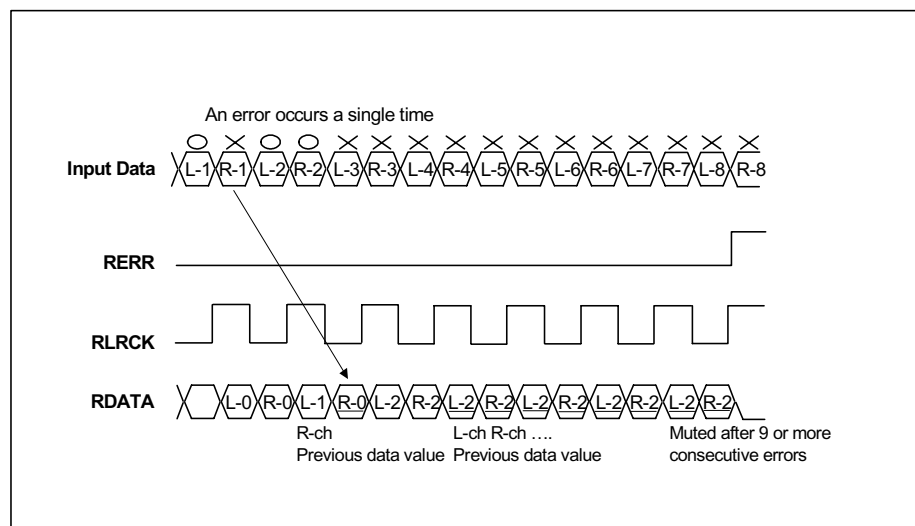 An error occurs a single time
Input Data L-1 R-1 L-2 R-2 L-3 R-3 L-4 R-4 L-5 R-5 L-6 R-6 L-7 R-7 L-8 R-8
RERR
RLRCK
RDATA L-0 R-0 L-1 R-0 L-2 R-2 L-2 R-2 L-2 R-2 L-2 R-2 L-2 R-2
R-ch L-ch R-ch .... Muted after 9 or more
Previous data value Previous data value consecutive errors